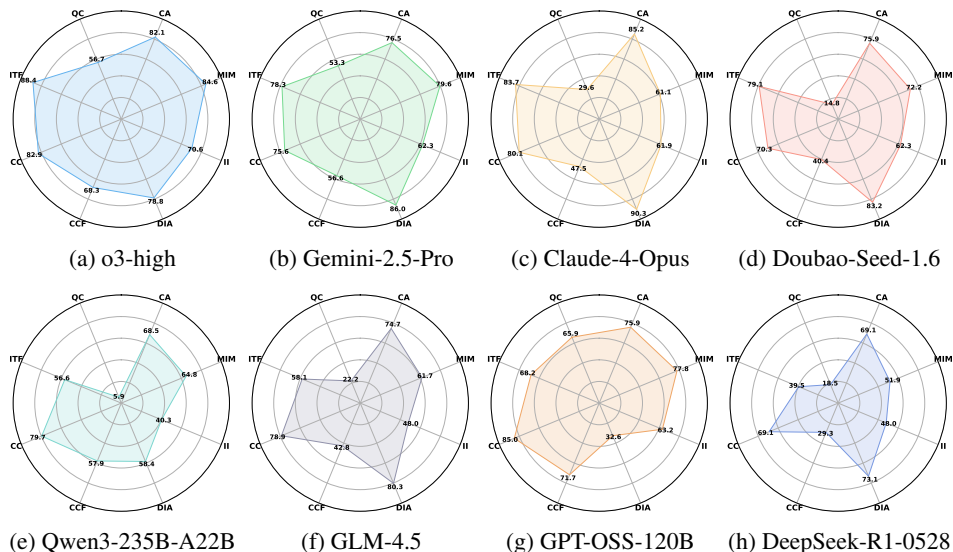 QC CA
82.1
56.7
ITF 88.4 84.6 MIM
CC 82.9 70.6 II
68.3 78.8
CCF DIA
(a) o3-high
QC CA
76.5
53.3
ITF 78.3 79.6 MIM
CC 75.6 62.3 II
56.6 86.0
CCF DIA
(b) Gemini-2.5-Pro
QC CA
85.2
29.6
ITF 83.7 61.1 MIM
CC 80.1 61.9 II
47.5 90.3
CCF DIA
(c) Claude-4-Opus
QC CA
75.9
14.8
ITF 79.1 72.2 MIM
CC 70.3 62.3 II
40.4 83.2
CCF DIA
(d) Doubao-Seed-1.6
QC CA
68.5
5.9
ITF 56.6 64.8 MIM
CC 79.7 40.3 II
57.9 58.4
CCF DIA
(e) Qwen3-235B-A22B
QC CA
74.7
22.2
ITF 58.1 61.7 MIM
CC 78.9 48.0 II
42.8 80.3
CCF DIA
(f) GLM-4.5
QC CA
65.9 75.9
ITF 68.2 77.8 MIM
CC 85.0 63.2 II
71.7 32.6
CCF DIA
(g) GPT-OSS-120B
QC CA
69.1
18.5
ITF 39.5 51.9 MIM
CC 69.1 48.0 II
29.3 73.1
CCF DIA
(h) DeepSeek-R1-0528